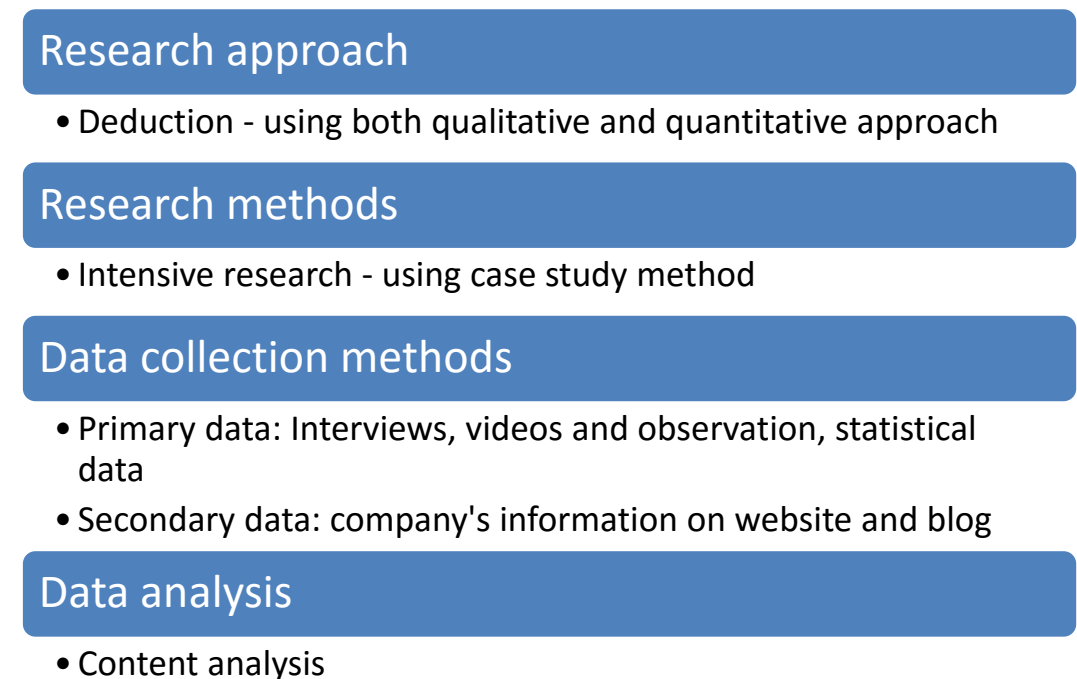 Research approach
• Deduction - using both qualitative and quantitative approach
Research methods
• Intensive research - using case study method
Data collection methods
• Primary data: Interviews, videos and observation, statistical
data
• Secondary data: company's information on website and blog
Data analysis
• Content analysis